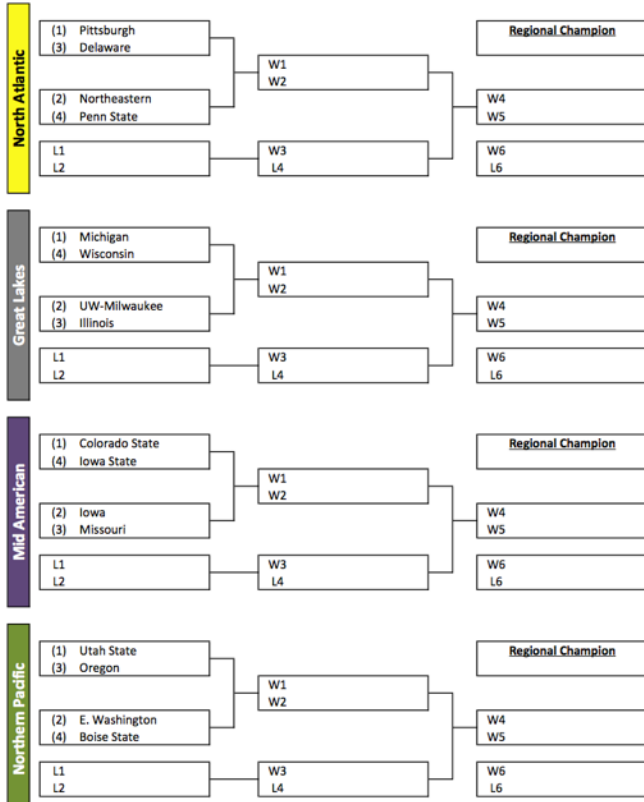 North Atlantic
(1) Pittsburgh
(3) Delaware
(2) Northeastern
(4) Penn State
L1
L2
W1
W2
W3
L4
Regional Champion
W4
W5
W6
L6
Great Lakes
(1) Michigan
(4) Wisconsin
(2) UW-Milwaukee
(3) Illinois
L1
L2
W1
W2
W3
L4
Regional Champion
W4
W5
W6
L6
Mid American
(1) Colorado State
(4) Iowa State
(2) Iowa
(3) Missouri
L1
L2
W1
W2
W3
L4
Regional Champion
W4
W5
W6
L6
Northern Pacific
(1) Utah State
(3) Oregon
(2) E. Washington
(4) Boise State
L1
L2
W1
W2
W3
L4
Regional Champion
W4
W5
W6
L6